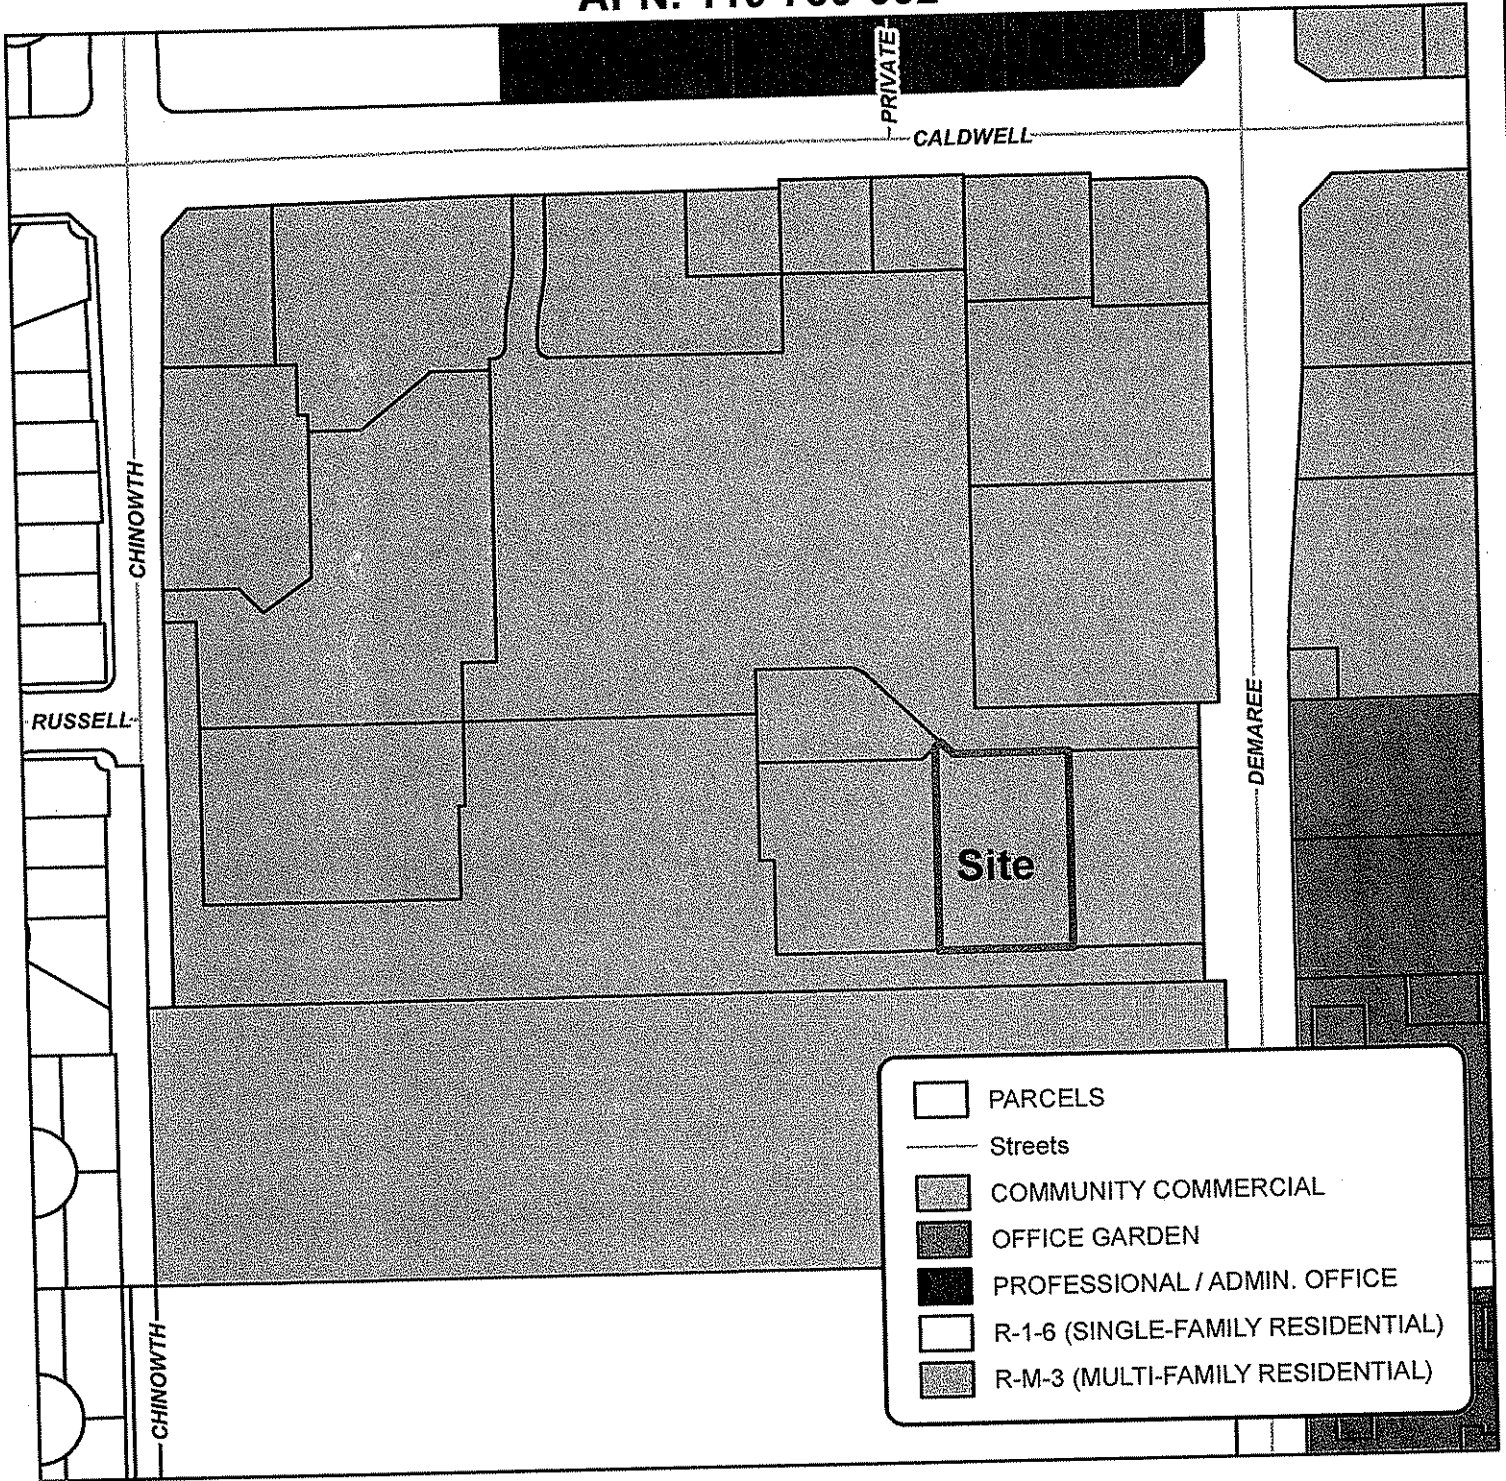 PRIVATE
CALDWELL
CHINOWTH
RUSSELL
DEMAREE
Site
CHINOWTH
PARCELS
Streets
COMMUNITY COMMERCIAL
OFFICE GARDEN
PROFESSIONAL / ADMIN. OFFICE
R-1-6 (SINGLE-FAMILY RESIDENTIAL)
R-M-3 (MULTI-FAMILY RESIDENTIAL)